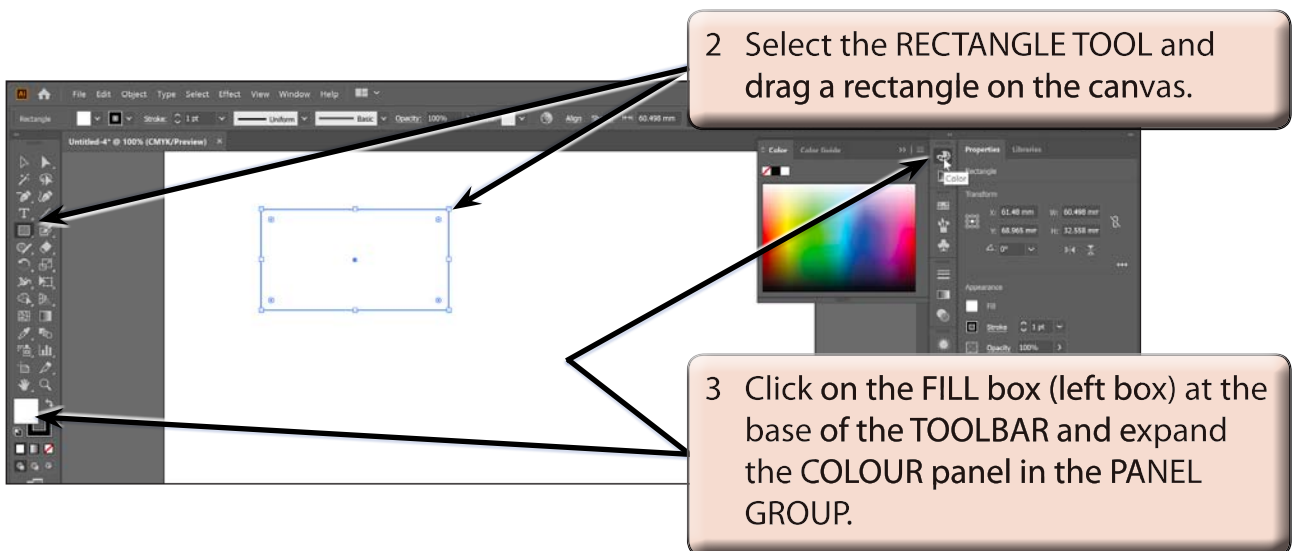 2 Select the RECTANGLE TOOL and
drag a rectangle on the canvas.
Ai File Edit Object Type Select Effect View Window Help
Rectangle Stroke: 1 pt Uniform Basic Opacity: 100% Align 60.498 mm
Untitled-4* @ 100% (CMYK/Preview) ×
Color Color Guide
Properties Libraries
Rectangle
Color
Transform
X: 61.48 mm W: 60.498 mm
Y: 68.965 mm H: 32.558 mm
0°
Appearance
Fill
Stroke 1 pt
Opacity 100%
3 Click on the FILL box (left box) at the
base of the TOOLBAR and expand
the COLOUR panel in the PANEL
GROUP.